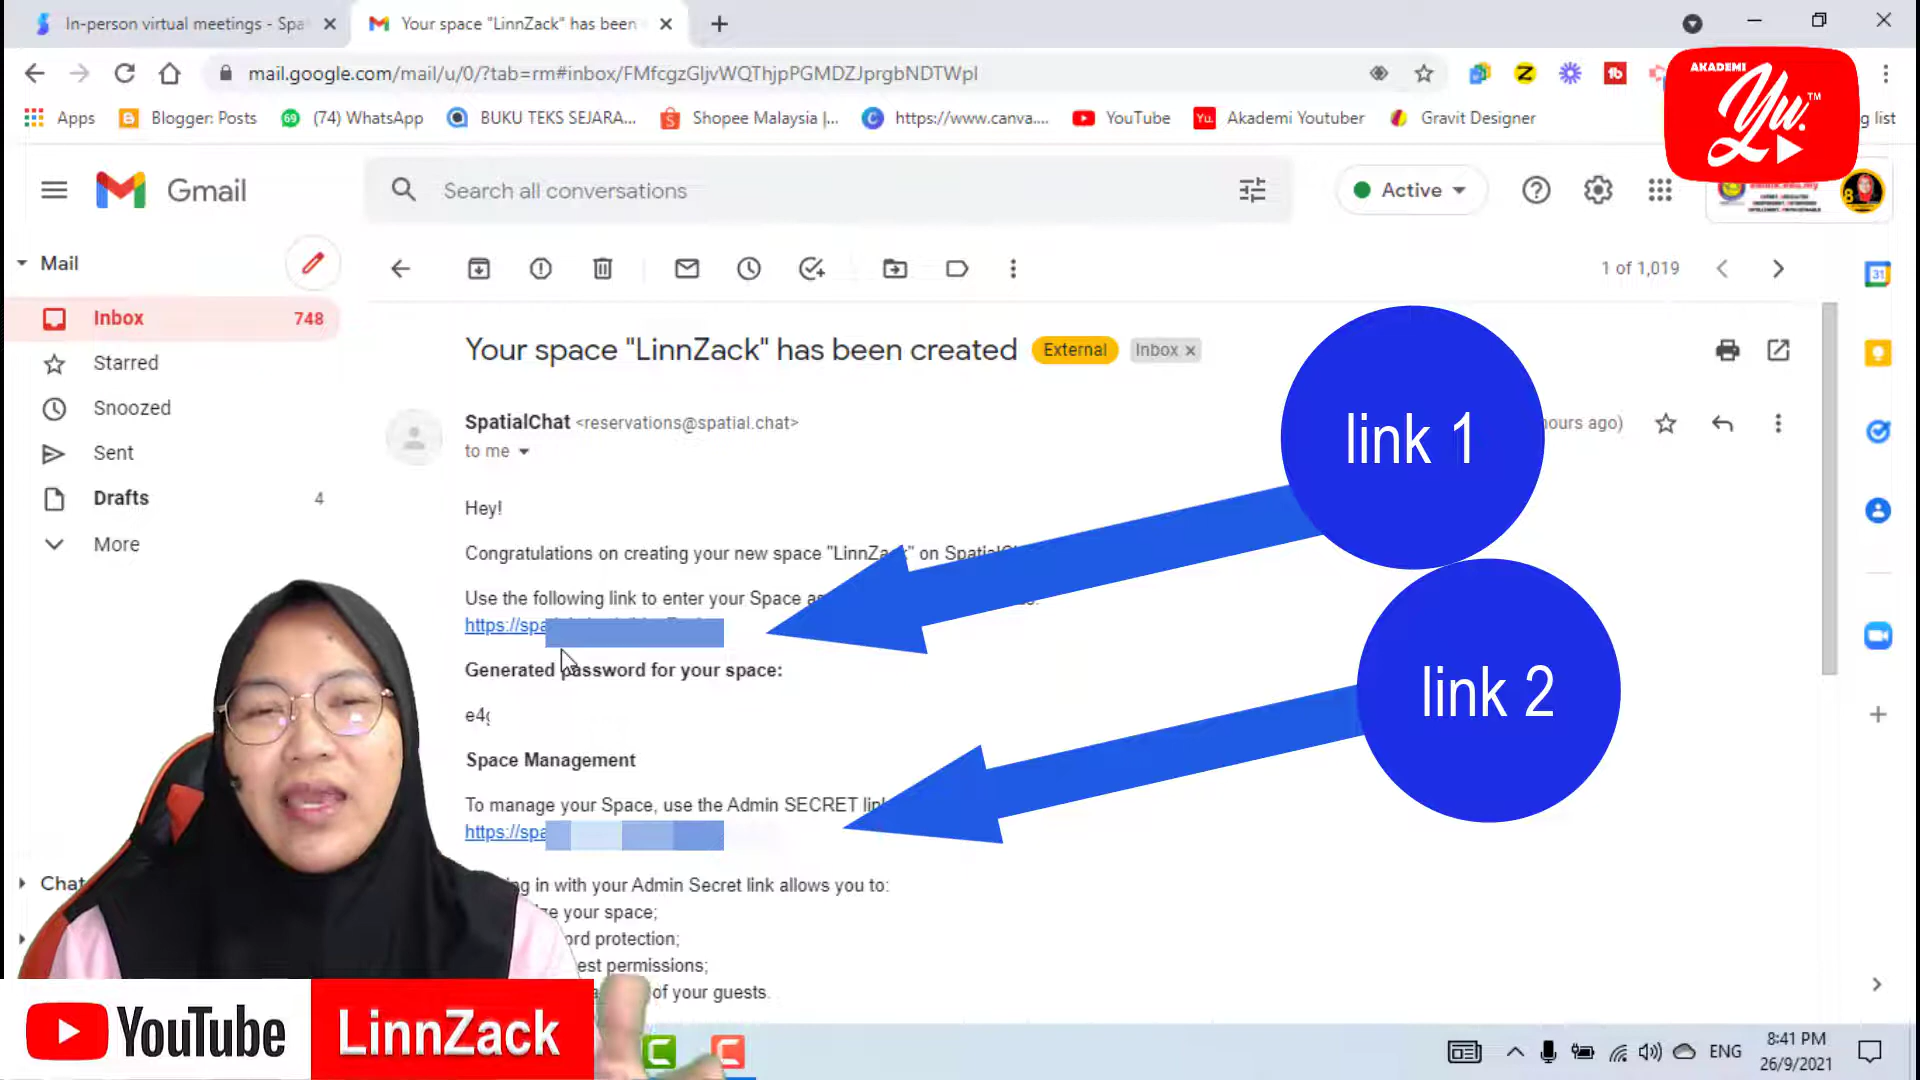 In-person virtual meetings - Spa
Your space "LinnZack" has been
mail.google.com/mail/u/0/?tab=rm#inbox/FMfcgzGljvWQThjpPGMDZJprgbNDTWpl
Apps
Blogger: Posts
(74) WhatsApp
BUKU TEKS SEJARA...
Shopee Malaysia |...
https://www.canva....
YouTube
Akademi Youtuber
Gravit Designer
g list
AKADEMI
Yu.
TM
Gmail
Search all conversations
Active
Mail
1 of 1,019
Inbox 748
Starred
Snoozed
Sent
Drafts 4
More
Chat
Your space "LinnZack" has been created
External
Inbox x
SpatialChat <reservations@spatial.chat>
hours ago)
to me
Hey!
Congratulations on creating your new space "LinnZack" on
Use the following link to enter your Space
https://spa
Generated password for your space:
e4
Space Management
To manage your Space, use the Admin SECRET link
https://spa
in with your Admin Secret link allows you to:
your space;
protection;
permissions;
of your guests.
link 1
link 2
YouTube
LinnZack
ENG
8:41 PM
26/9/2021